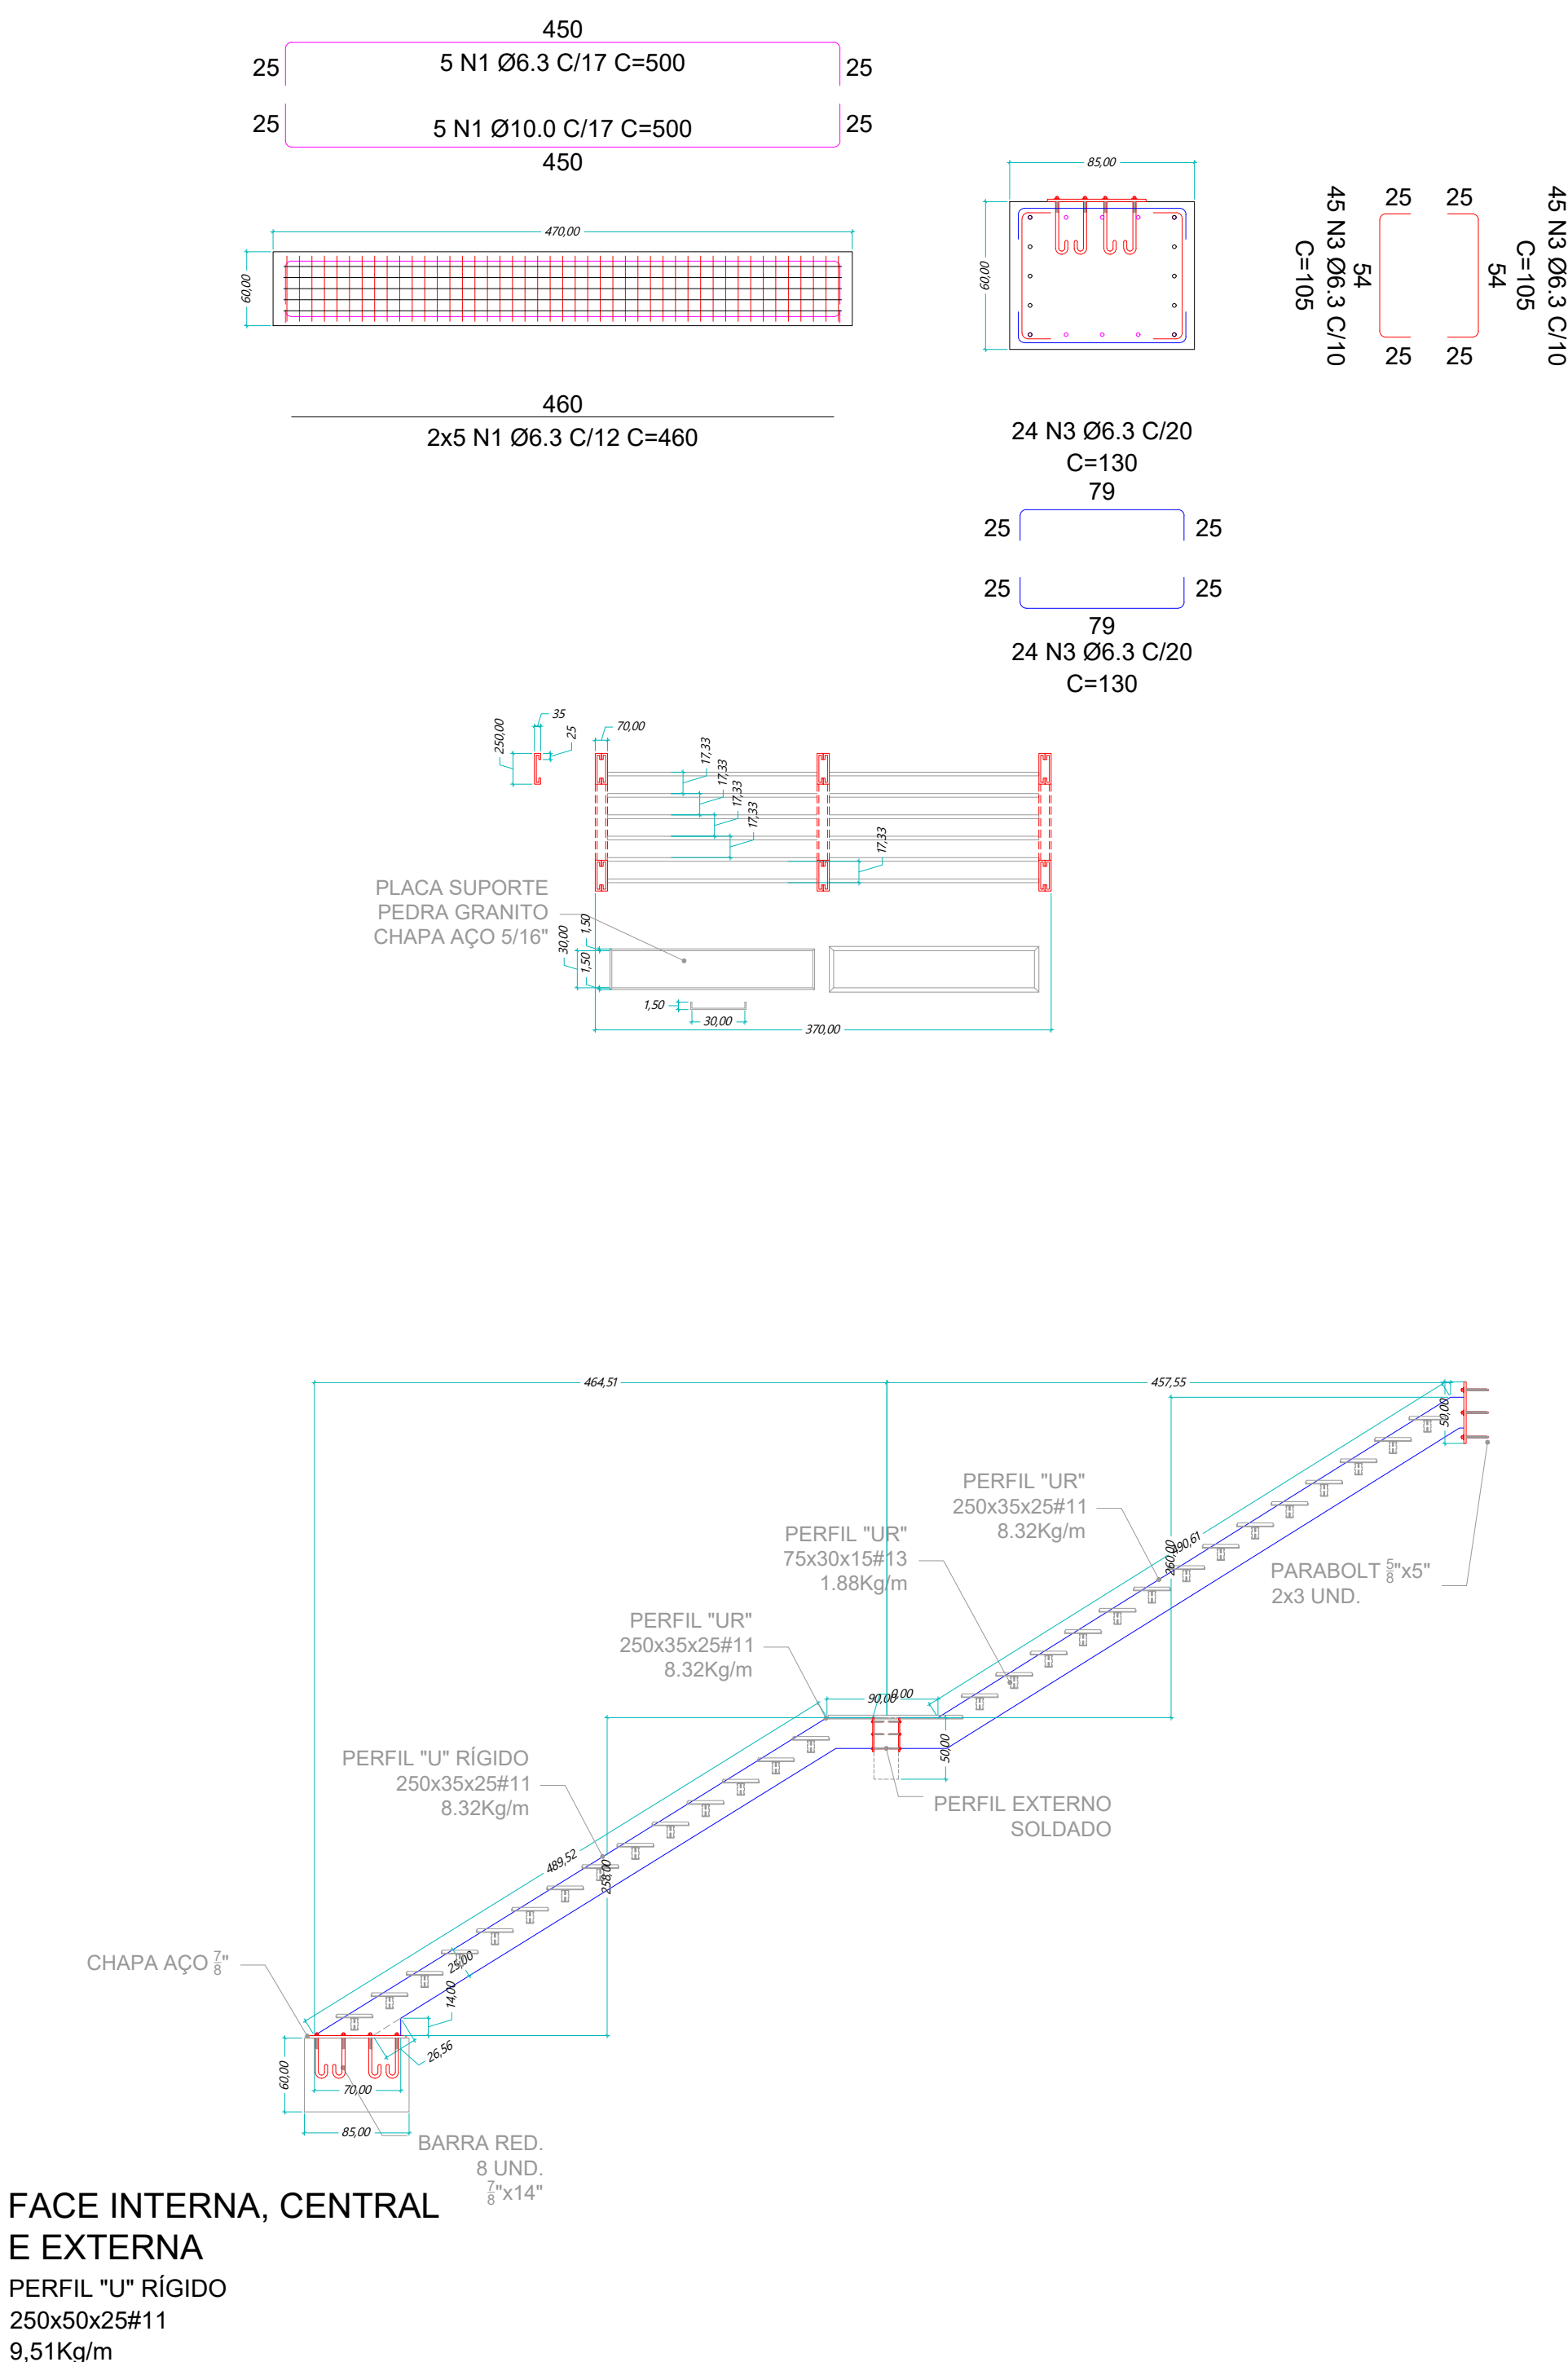 450
25
5 N1 Ø6.3 C/17 C=500
25
25
5 N1 Ø10.0 C/17 C=500
25
450
470,00
60,00
85,00
60,00
45 N3 Ø6.3 C/10
C=105
54
25
25
25
25
45 N3 Ø6.3 C/10
C=105
54
460
2x5 N1 Ø6.3 C/12 C=460
24 N3 Ø6.3 C/20
C=130
79
25
25
25
25
79
24 N3 Ø6.3 C/20
C=130
250,00
35
25
70,00
17,33
17,33
17,33
17,33
17,33
PLACA SUPORTE
PEDRA GRANITO
CHAPA AÇO 5/16"
1,50
30,00
1,50
1,50
30,00
370,00
464,51
457,55
50,00
PERFIL "UR"
250x35x25#11
8.32Kg/m
PERFIL "UR"
75x30x15#13
1.88Kg/m
490,61
260,00
PARABOLT 5/8"x5"
2x3 UND.
PERFIL "UR"
250x35x25#11
8.32Kg/m
90,00
0,00
50,00
PERFIL "U" RÍGIDO
250x35x25#11
8.32Kg/m
PERFIL EXTERNO
SOLDADO
489,52
258,00
CHAPA AÇO 7/8"
25,00
14,00
26,56
60,00
70,00
85,00
BARRA RED.
8 UND.
7/8"x14"
FACE INTERNA, CENTRAL
E EXTERNA
PERFIL "U" RÍGIDO
250x50x25#11
9,51Kg/m